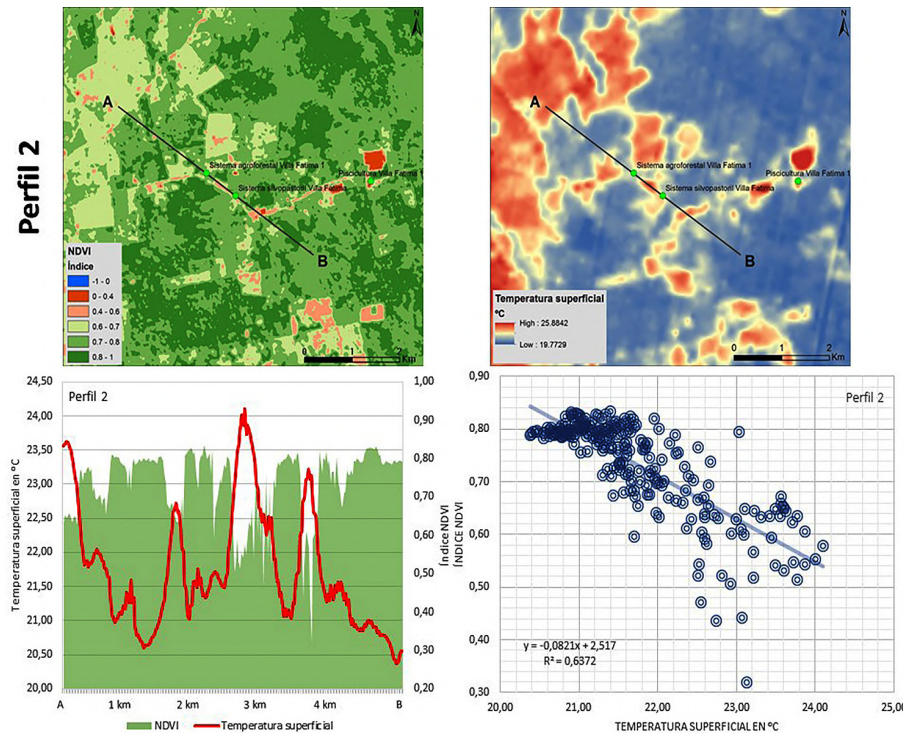 Perfil 2
N
A
Sistema agroforestal Villa Fatima 1
Piscicultura Villa Fatima 1
Sistema silvopastoril Villa Fatima
B
NDVI
Índice
-1 - 0
0 - 0.4
0.4 - 0.6
0.6 - 0.7
0.7 - 0.8
0.8 - 1
0 1 2
Km
N
A
Sistema agroforestal Villa Fatima 1
Piscicultura Villa Fatima 1
Sistema silvopastoril Villa Fatima
B
Temperatura superficial
ºC
High : 25.8842
Low : 19.7729
0 1 2
Km
Perfil 2
Temperatura superficial en °C
24,50
24,00
23,50
23,00
22,50
22,00
21,50
21,00
20,50
20,00
1,00
0,90
0,80
0,70
0,60
0,50
0,40
0,30
0,20
Índice NDVI
A 1 km 2 km 3 km 4 km B
NDVI Temperatura superficial
Perfil 2
ÍNDICE NDVI
0,90
0,80
0,70
0,60
0,50
0,40
0,30
y = -0,0821x + 2,517
R² = 0,6372
20,00 21,00 22,00 23,00 24,00 25,00
TEMPERATURA SUPERFICIAL EN ºC